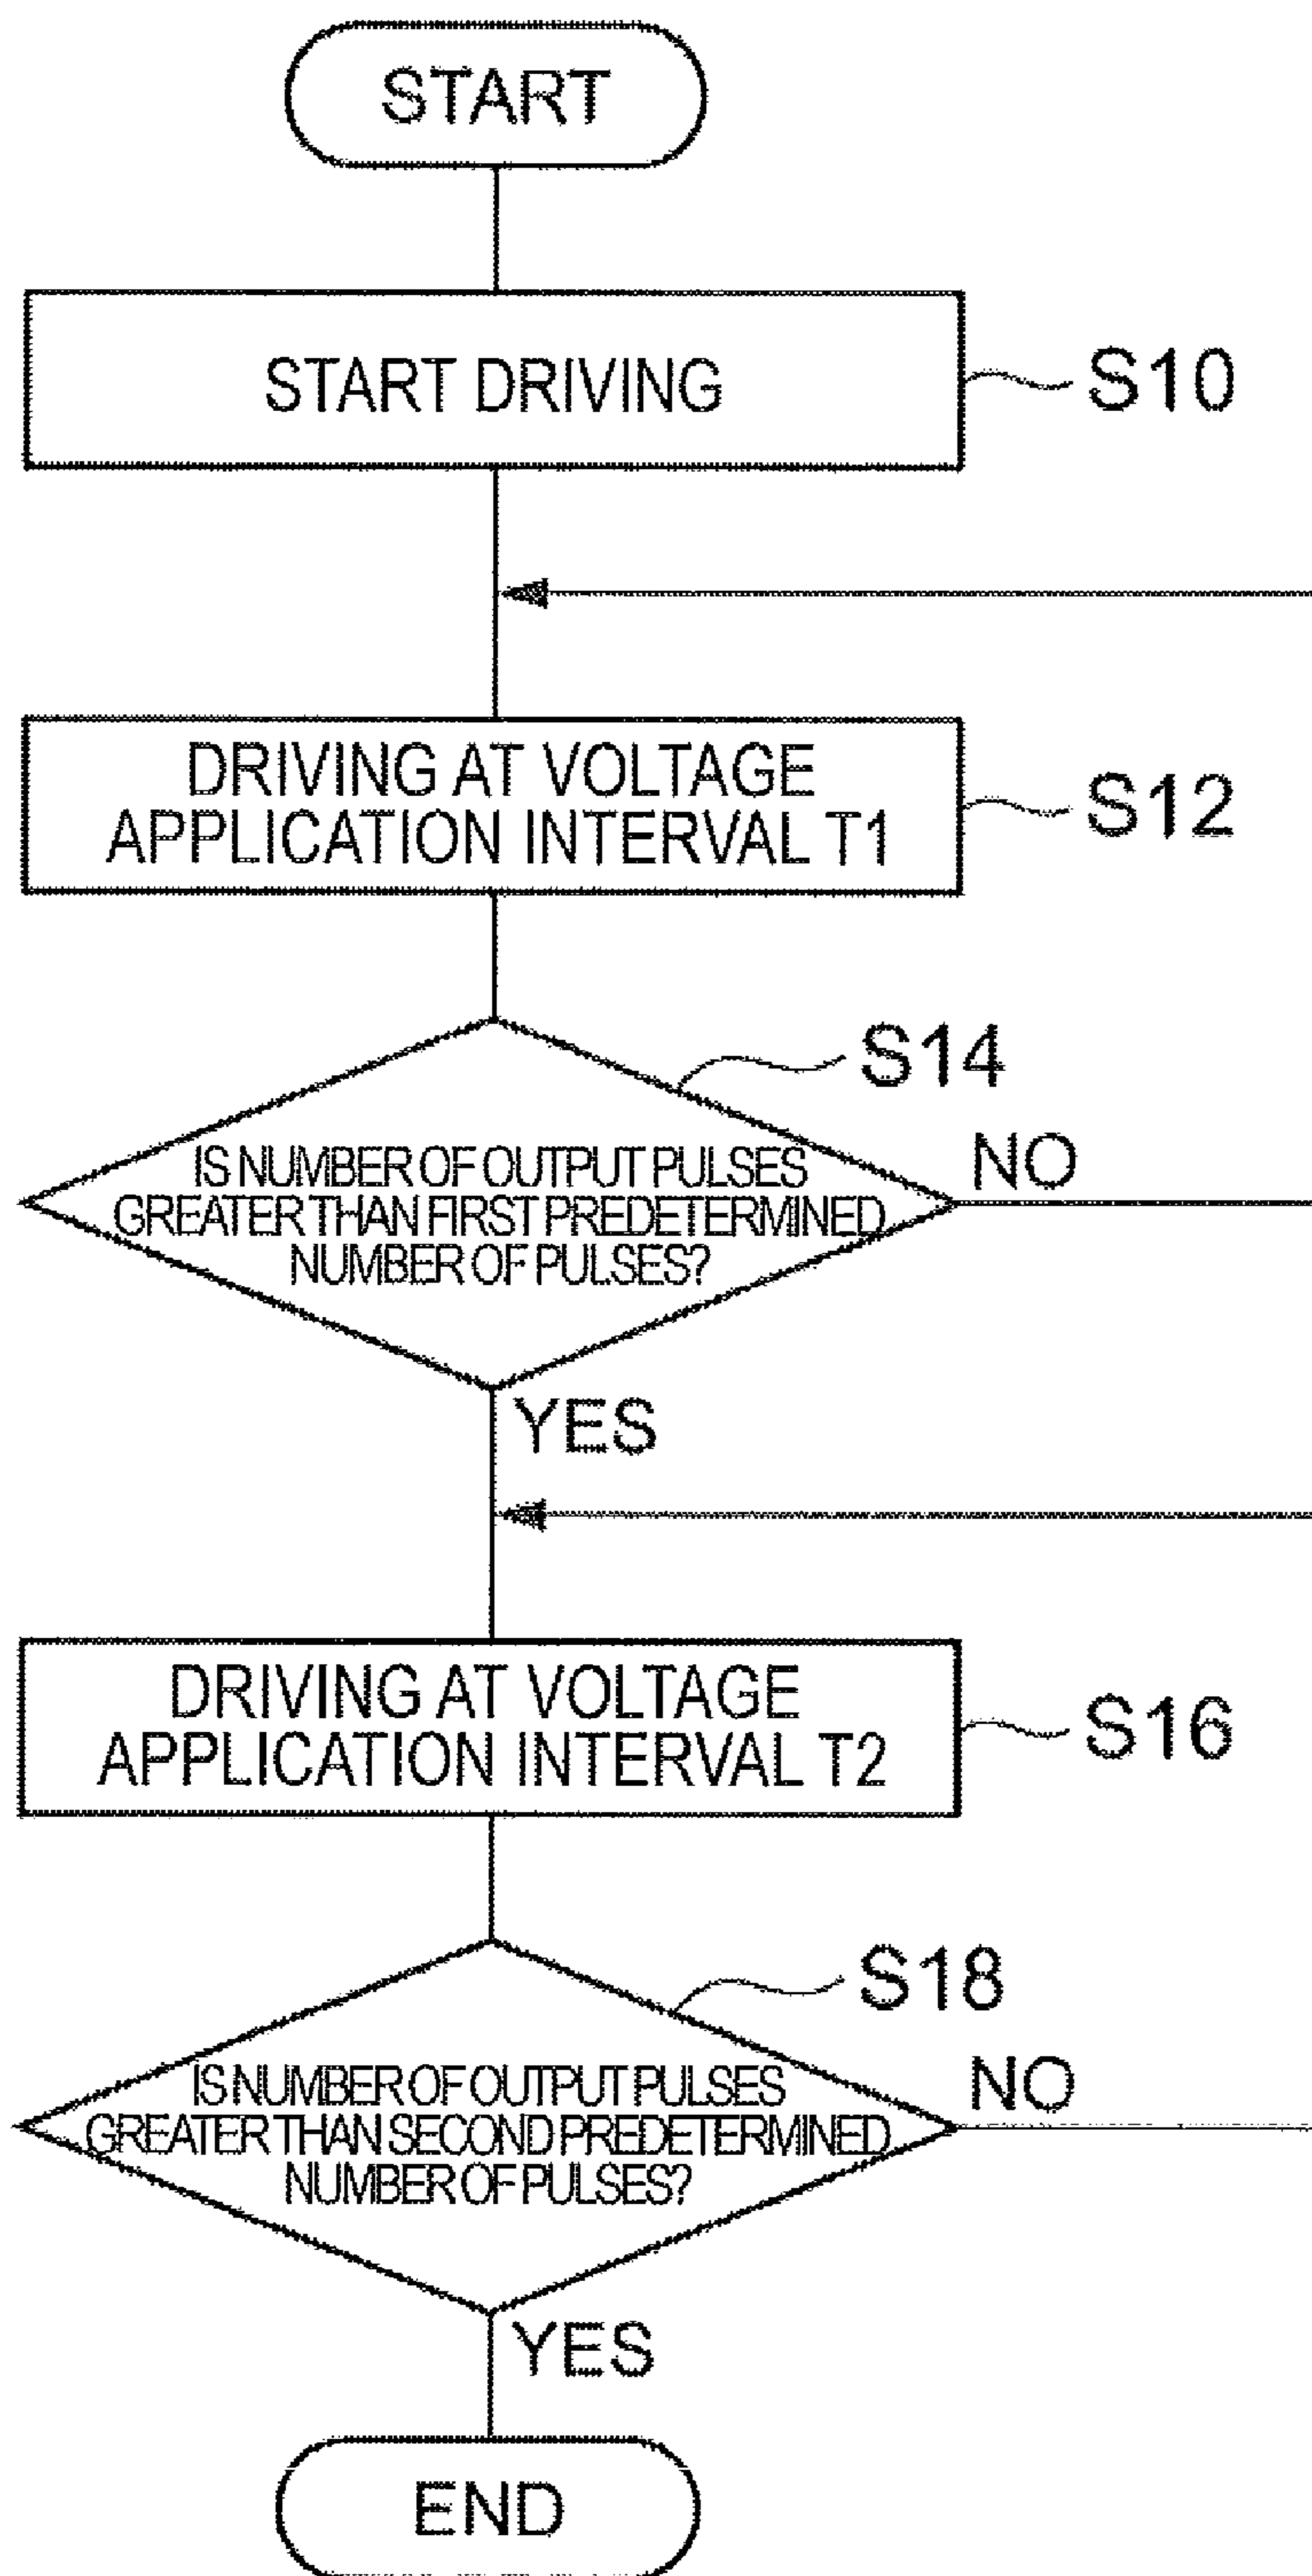 START
START DRIVING
S10
DRIVING AT VOLTAGE
APPLICATION INTERVAL T1
S12
S14
IS NUMBER OF OUTPUT PULSES
GREATER THAN FIRST PREDETERMINED
NUMBER OF PULSES?
NO
YES
DRIVING AT VOLTAGE
APPLICATION INTERVAL T2
S16
S18
IS NUMBER OF OUTPUT PULSES
GREATER THAN SECOND PREDETERMINED
NUMBER OF PULSES?
NO
YES
END